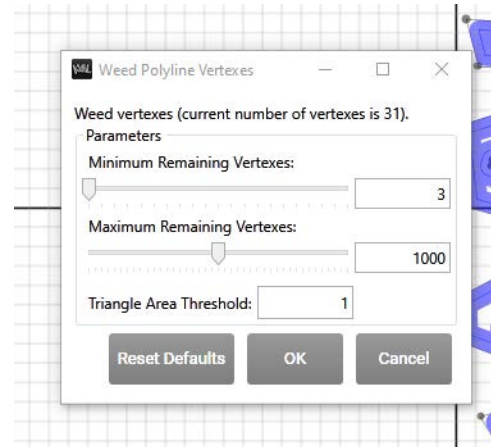 Weed Polyline Vertexes
Weed vertexes (current number of vertexes is 31).
Parameters
Minimum Remaining Vertexes:
3
Maximum Remaining Vertexes:
1000
Triangle Area Threshold: 1
Reset Defaults OK Cancel